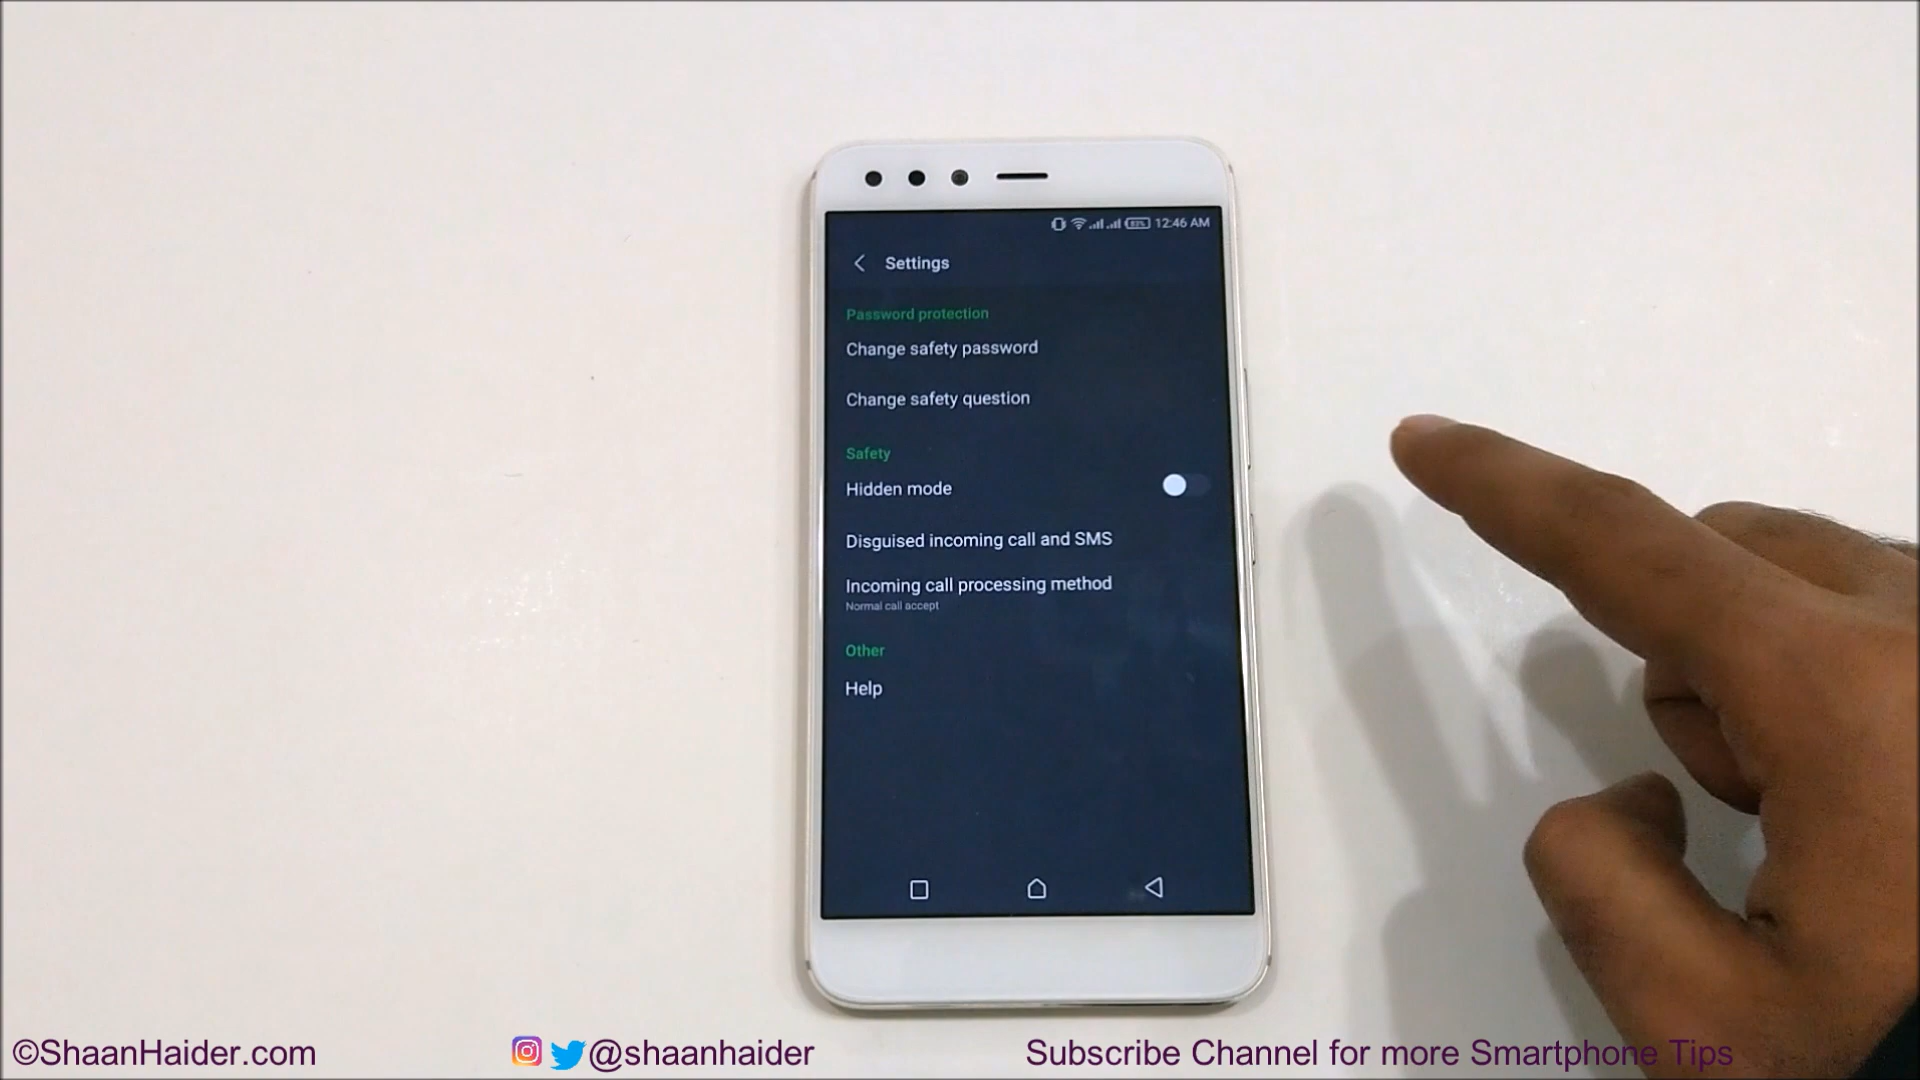 83% 12:46 AM
Settings
Password protection
Change safety password
Change safety question
Safety
Hidden mode
Disguised incoming call and SMS
Incoming call processing method
Normal call accept
Other
Help
©ShaanHaider.com @shaanhaider Subscribe Channel for more Smartphone Tips